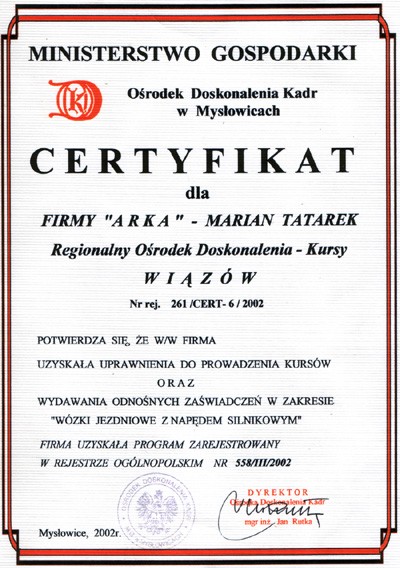 MINISTERSTWO GOSPODARKI
Ośrodek Doskonalenia Kadr
w Mysłowicach
CERTYFIKAT
dla
FIRMY "ARKA" - MARIAN TATAREK
Regionalny Ośrodek Doskonalenia - Kursy
WIĄZÓW
Nr rej. 261 /CERT- 6 / 2002
POTWIERDZA SIĘ, ŻE W/W FIRMA
UZYSKAŁA UPRAWNIENIA DO PROWADZENIA KURSÓW
ORAZ
WYDAWANIA ODNOŚNYCH ZAŚWIADCZEŃ W ZAKRESIE
"WÓZKI JEZDNIOWE Z NAPĘDEM SILNIKOWYM"
FIRMA UZYSKAŁA PROGRAM ZAREJESTROWANY
W REJESTRZE OGÓLNOPOLSKIM NR 558/III/2002
DYREKTOR
Ośrodka Doskonalenia Kadr
mgr inż. Jan Rutka
Mysłowice, 2002r.